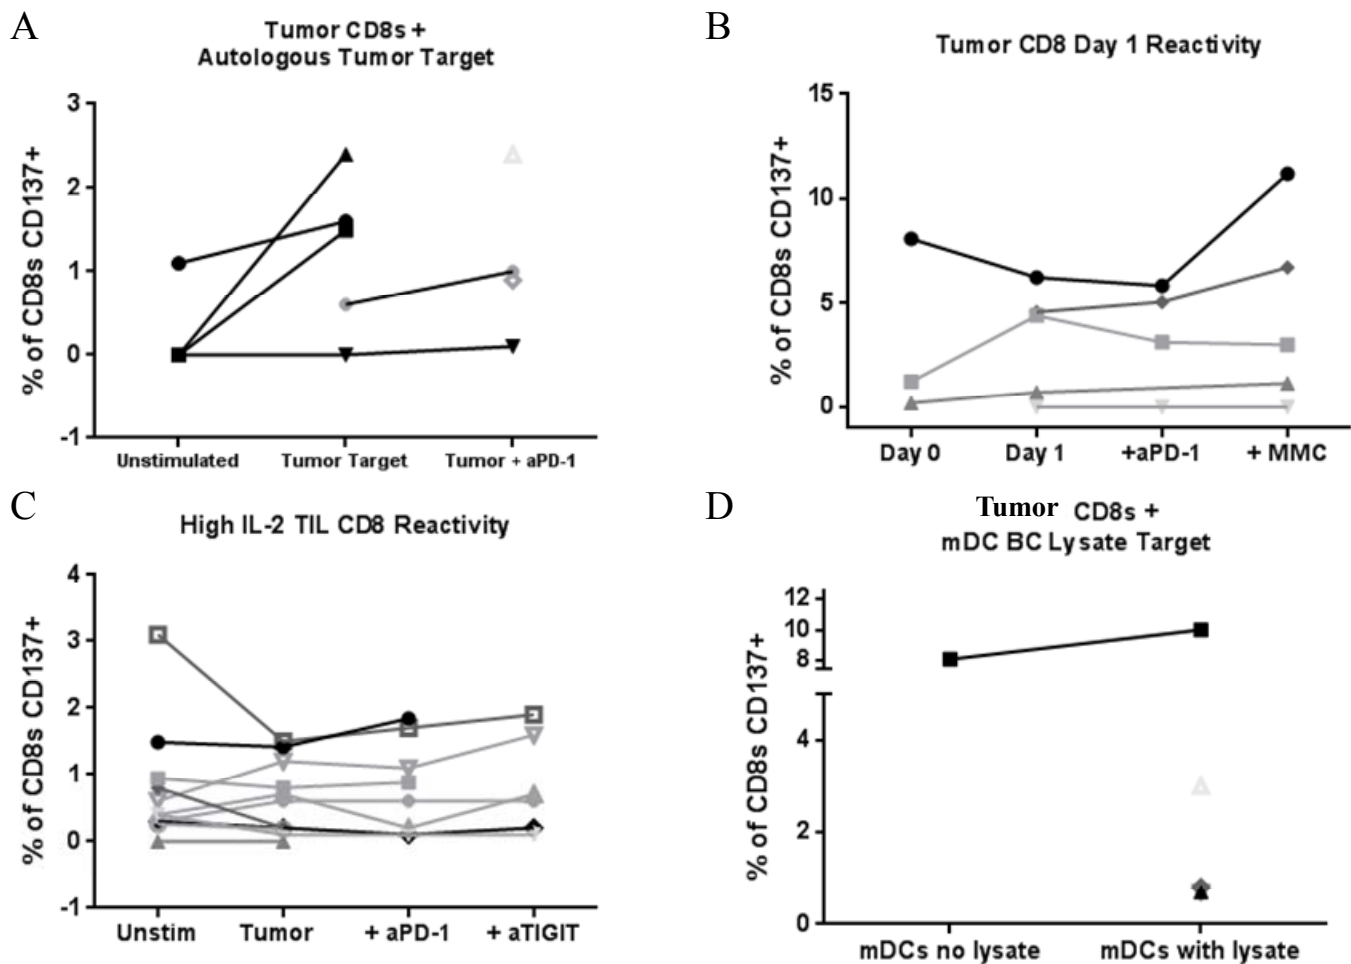 A
Tumor CD8s +
Autologous Tumor Target
% of CD8s CD137+
3
2
1
0
-1
Unstimulated
Tumor Target
Tumor + aPD-1
B
Tumor CD8 Day 1 Reactivity
% of CD8s CD137+
15
10
5
0
Day 0
Day 1
+aPD-1
+ MMC
C
High IL-2 TIL CD8 Reactivity
% of CD8s CD137+
4
3
2
1
0
-1
Unstim
Tumor
+ aPD-1
+ aTIGIT
D
Tumor CD8s +
mDC BC Lysate Target
% of CD8s CD137+
12
10
8
4
2
0
mDCs no lysate
mDCs with lysate